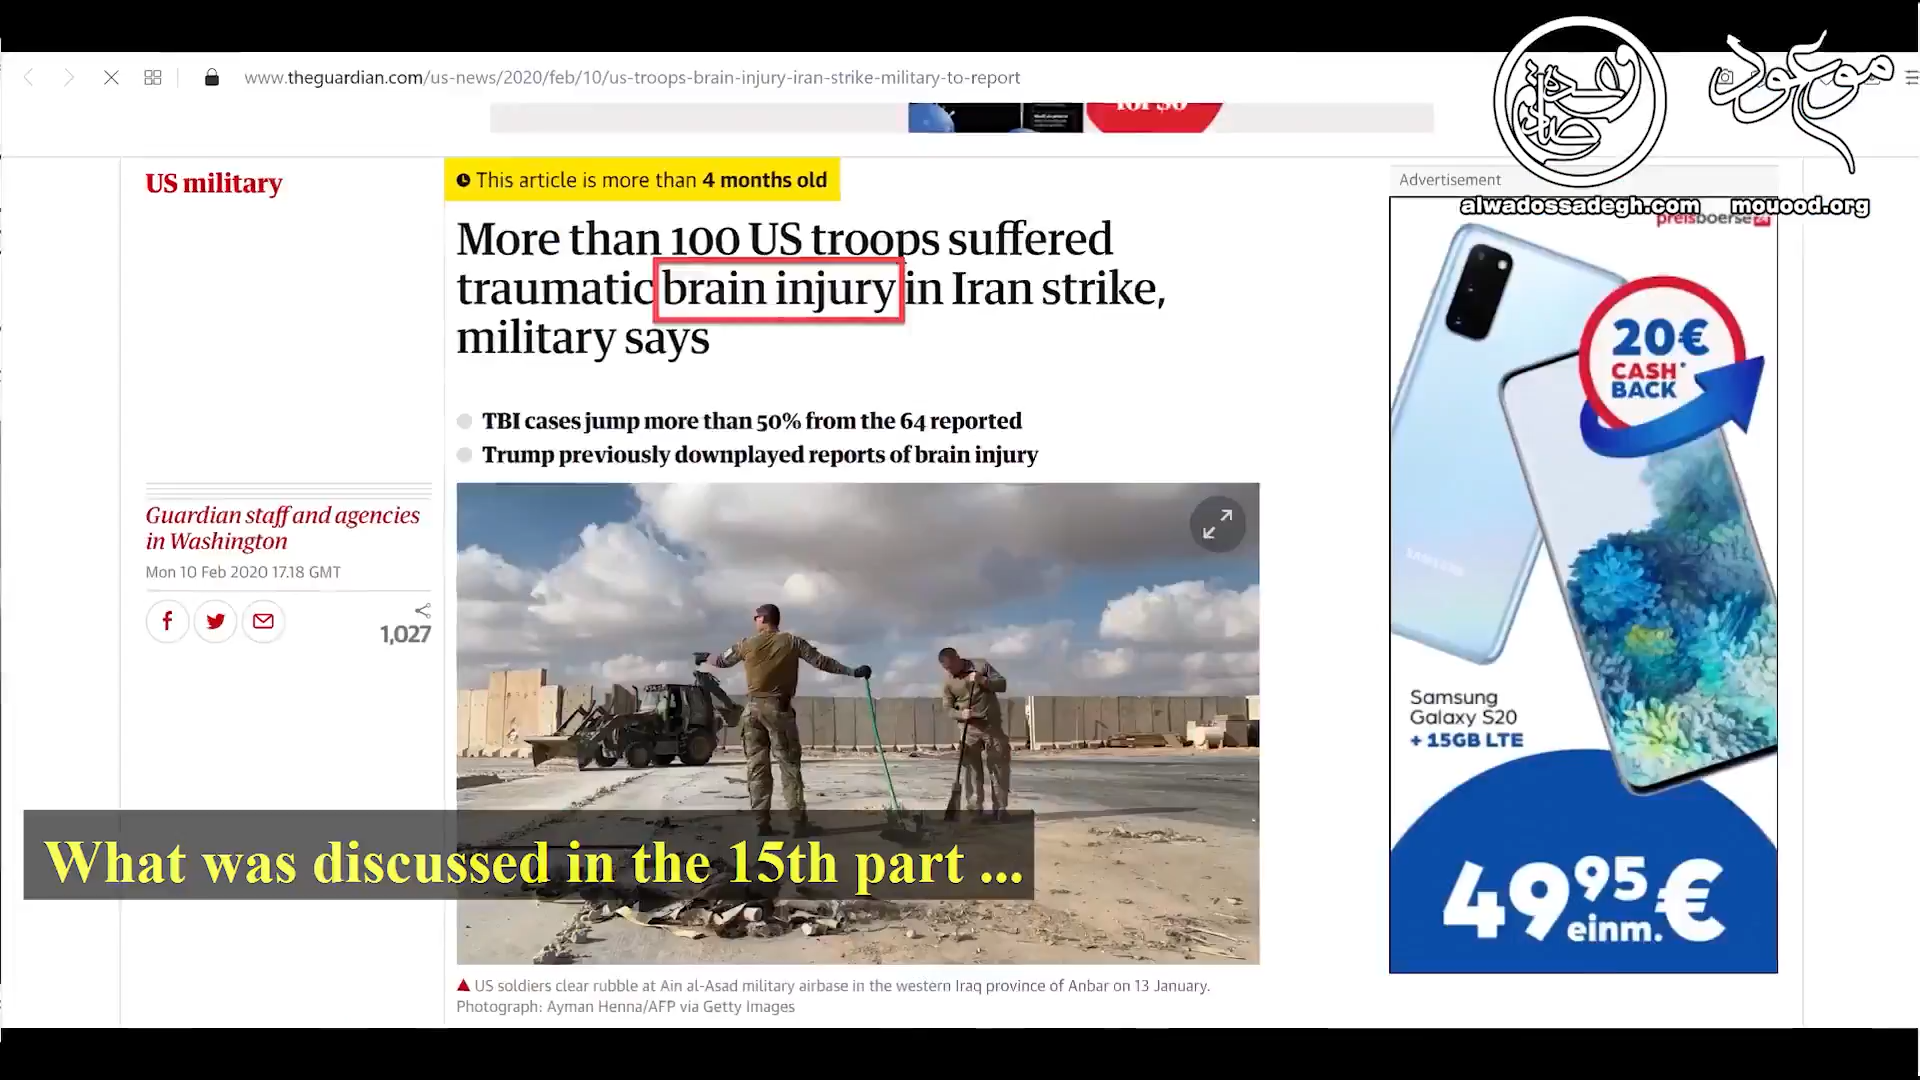 www.theguardian.com/us-news/2020/feb/10/us-troops-brain-injury-iran-strike-military-to-report
موعود
alwadossadegh.com
mouood.org
US military
This article is more than 4 months old
More than 100 US troops suffered
traumatic brain injury in Iran strike,
military says
TBI cases jump more than 50% from the 64 reported
Trump previously downplayed reports of brain injury
Guardian staff and agencies
in Washington
Mon 10 Feb 2020 17.18 GMT
1,027
What was discussed in the 15th part ...
US soldiers clear rubble at Ain al-Asad military airbase in the western Iraq province of Anbar on 13 January.
Photograph: Ayman Henna/AFP via Getty Images
Advertisement
preisboerse24
20€
CASH*
BACK
SAMSUNG
Samsung
Galaxy S20
+ 15GB LTE
49 95 €
einm.